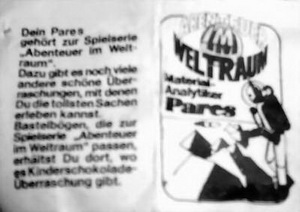 Dein Pares
gehört zur Spielserie
„Abenteuer im Welt-
raum".
Dazu gibt es noch viele
andere schöne Über-
raschungen, mit denen
Du die tollsten Sachen
erleben kannst.
Bastelbögen, die zur
Spielserie „Abenteuer
im Weltraum" passen,
erhältst Du dort, wo
es Kinderschokolade-
Überraschung gibt.
ABENTEUER
IM
WELTRAUM
Material
Analytiker
Pares